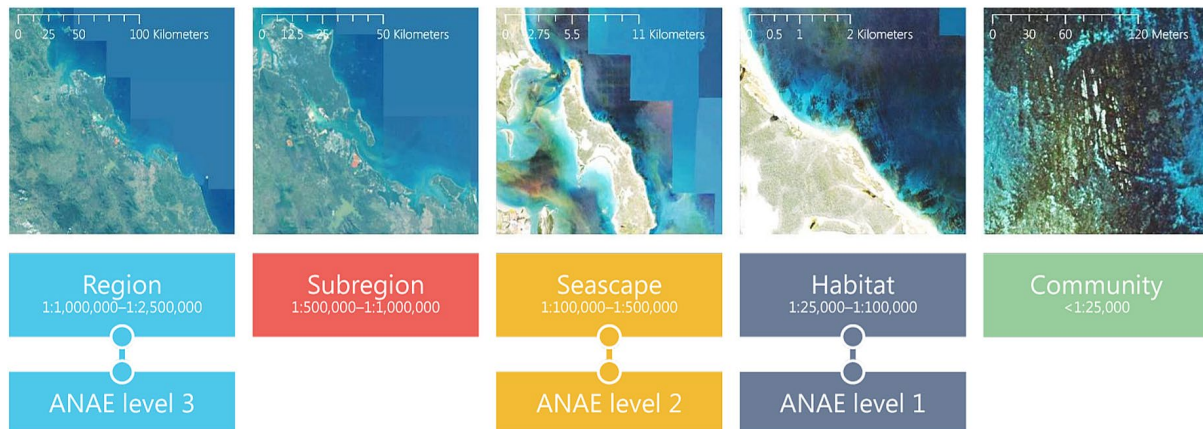 0 25 50 100 Kilometers
0 12.5 25 50 Kilometers
0 2.75 5.5 11 Kilometers
0 0.5 1 2 Kilometers
0 30 60 120 Meters
Region
1:1,000,000–1:2,500,000
Subregion
1:500,000–1:1,000,000
Seascape
1:100,000–1:500,000
Habitat
1:25,000–1:100,000
Community
<1:25,000
ANAE level 3
ANAE level 2
ANAE level 1